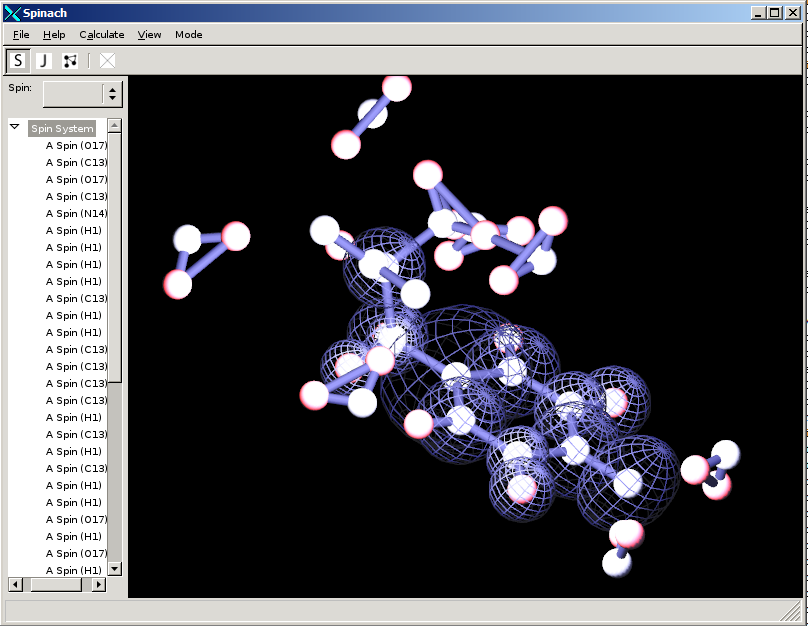 Spinach
File Help Calculate View Mode
S J
Spin:
Spin System
A Spin (O17)
A Spin (C13)
A Spin (O17)
A Spin (C13)
A Spin (N14)
A Spin (H1)
A Spin (H1)
A Spin (H1)
A Spin (H1)
A Spin (C13)
A Spin (H1)
A Spin (H1)
A Spin (C13)
A Spin (C13)
A Spin (C13)
A Spin (C13)
A Spin (H1)
A Spin (C13)
A Spin (H1)
A Spin (C13)
A Spin (H1)
A Spin (H1)
A Spin (O17)
A Spin (H1)
A Spin (O17)
A Spin (H1)